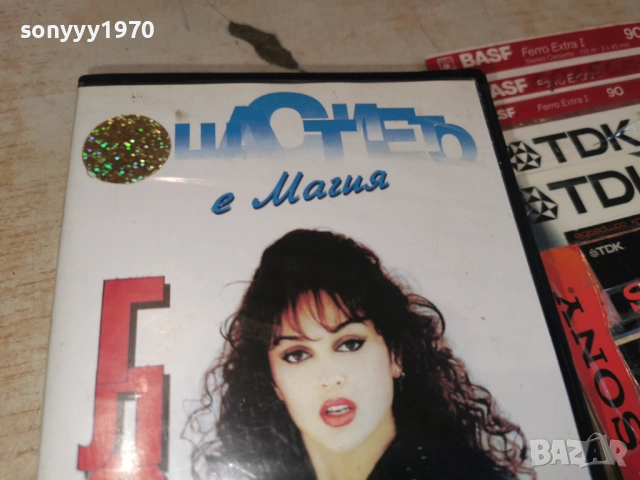 sonyyy1970
ЩАСТИЕТО
е Магия
Г
BASF Ferro Extra I 90
BASF
BASF Ferro Extra I 90
TDK
TDK
TDK
SONY
BAZAR